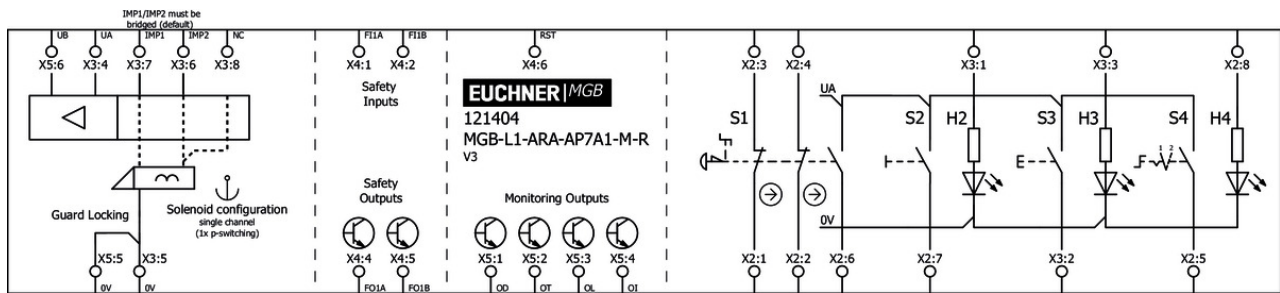 IMP1/IMP2 must be
bridged (default)
UB UA IMP1 IMP2 NC FI1A FI1B RST
X5:6 X3:4 X3:7 X3:6 X3:8 X4:1 X4:2 X4:6 X2:3 X2:4 X3:1 X3:3 X2:8
Safety
Inputs
EUCHNER MGB
121404
MGB-L1-ARA-AP7A1-M-R
V3
UA
S1 S2 H2 S3 H3 S4 H4
1 2
Guard Locking
Solenoid configuration
single channel
(1x p-switching)
Safety
Outputs
Monitoring Outputs
0V
X5:5 X3:5 X4:4 X4:5 X5:1 X5:2 X5:3 X5:4 X2:1 X2:2 X2:6 X2:7 X3:2 X2:5
0V 0V FO1A FO1B OD OT OL OI